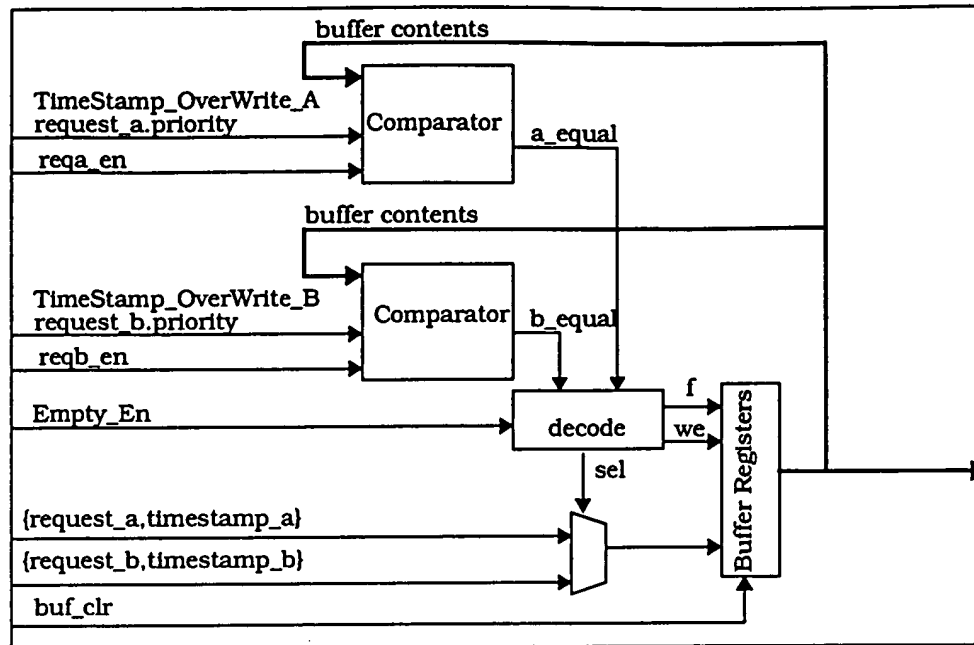 buffer contents
TimeStamp_OverWrite_A
request_a.priority
Comparator
a_equal
reqa_en
buffer contents
TimeStamp_OverWrite_B
request_b.priority
Comparator
b_equal
reqb_en
Empty_En
decode
f
we
sel
Buffer Registers
{request_a,timestamp_a}
{request_b,timestamp_b}
buf_clr